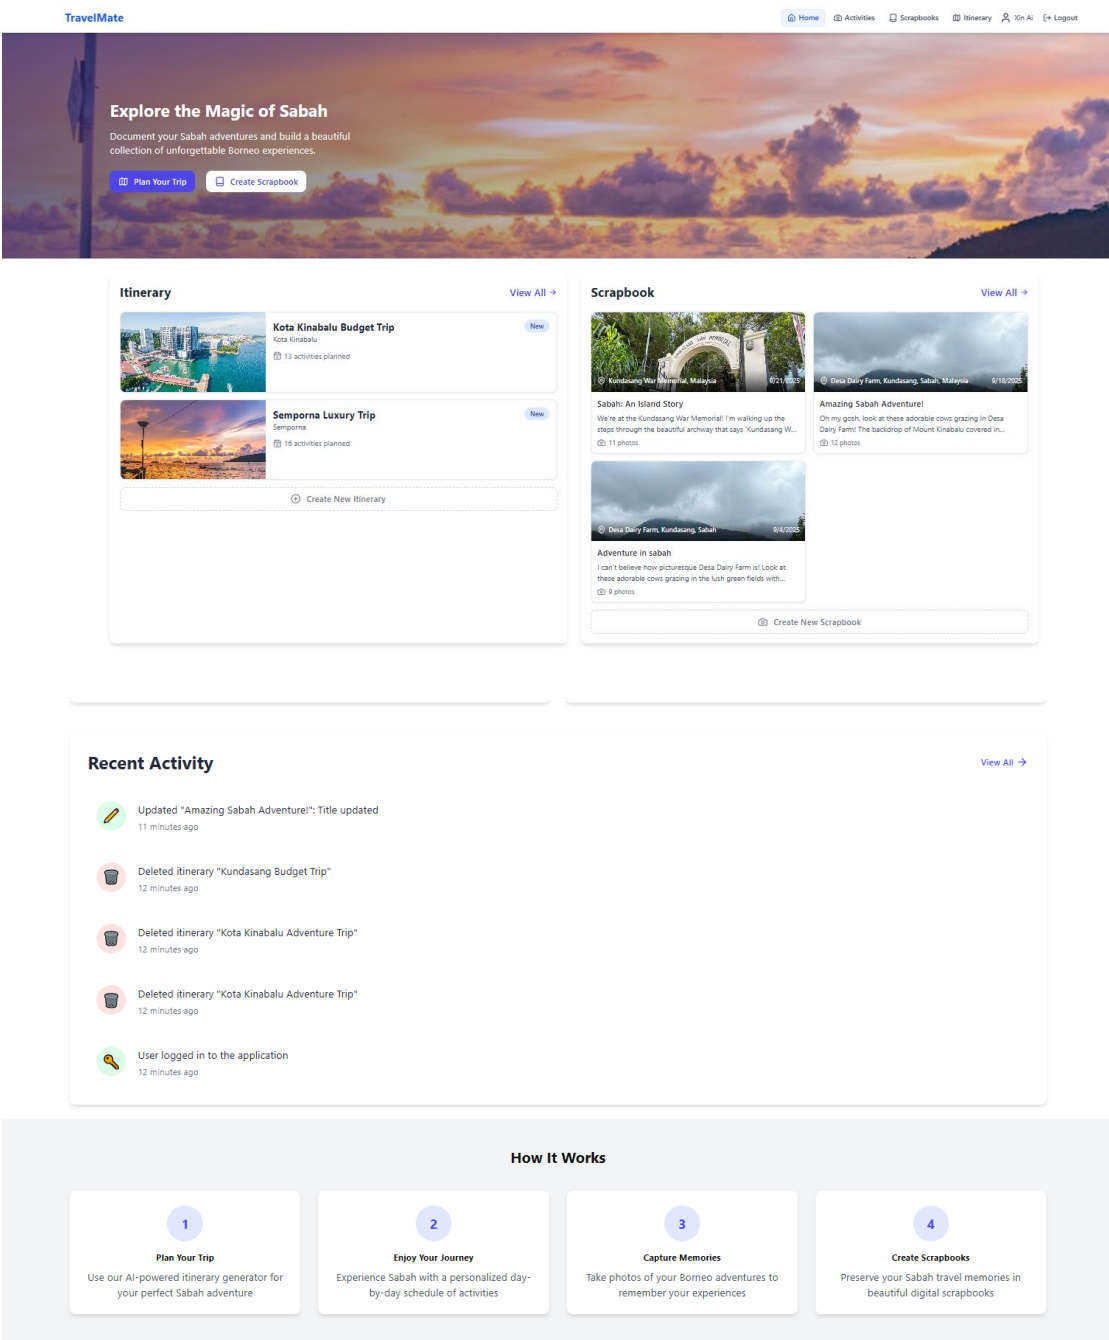 TravelMate
Home
Activities
Scrapbooks
Itinerary
Xin Ai
Logout
Explore the Magic of Sabah
Document your Sabah adventures and build a beautiful
collection of unforgettable Borneo experiences.
Plan Your Trip
Create Scrapbook
Itinerary
View All
Kota Kinabalu Budget Trip
New
Kota Kinabalu
13 activities planned
Semporna Luxury Trip
New
Semporna
16 activities planned
Create New Itinerary
Scrapbook
View All
Kundasang War Memorial, Malaysia
9/21/2025
Sabah: An Island Story
We're at the Kundasang War Memorial! I'm walking up the
steps through the beautiful archway that says 'Kundasang W...
11 photos
Desa Dairy Farm, Kundasang, Sabah, Malaysia
9/18/2025
Amazing Sabah Adventure!
Oh my gosh, look at these adorable cows grazing in Desa
Dairy Farm! The backdrop of Mount Kinabalu covered in...
12 photos
Desa Dairy Farm, Kundasang, Sabah
9/4/2025
Adventure in sabah
I can't believe how picturesque Desa Dairy Farm is! Look at
these adorable cows grazing in the lush green fields with...
9 photos
Create New Scrapbook
Recent Activity
View All
Updated "Amazing Sabah Adventure!": Title updated
11 minutes ago
Deleted itinerary "Kundasang Budget Trip"
12 minutes ago
Deleted itinerary "Kota Kinabalu Adventure Trip"
12 minutes ago
Deleted itinerary "Kota Kinabalu Adventure Trip"
12 minutes ago
User logged in to the application
12 minutes ago
How It Works
1
Plan Your Trip
Use our AI-powered itinerary generator for
your perfect Sabah adventure
2
Enjoy Your Journey
Experience Sabah with a personalized day-
by-day schedule of activities
3
Capture Memories
Take photos of your Borneo adventures to
remember your experiences
4
Create Scrapbooks
Preserve your Sabah travel memories in
beautiful digital scrapbooks